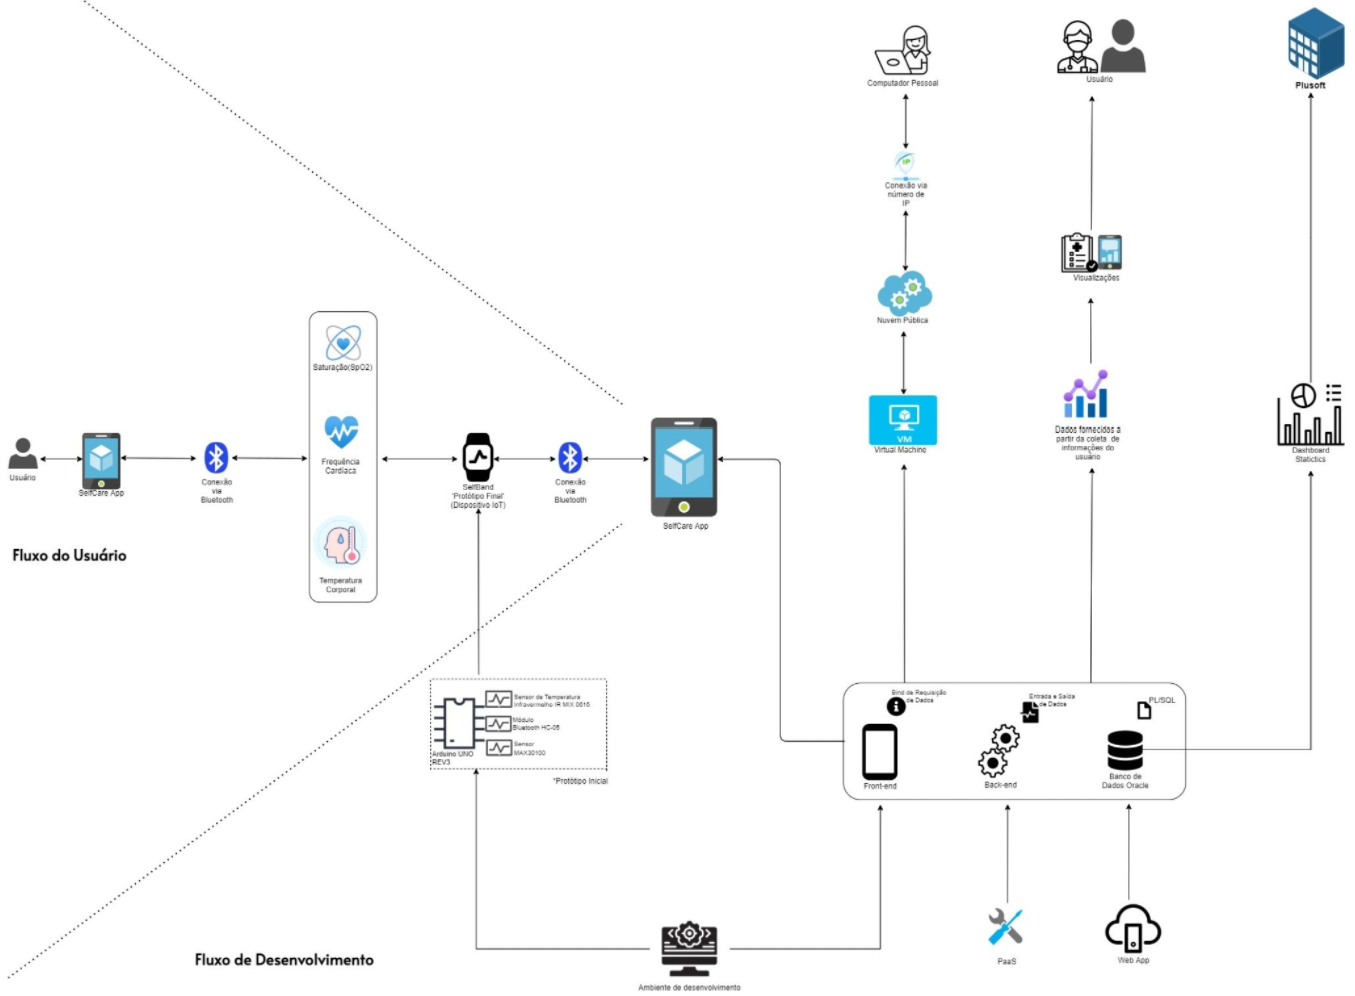 Computador Pessoal
Usuário
Plusoft
IP
Conexão via
número de
IP
Visualizações
Nuvem Pública
Saturação(SpO2)
VM
Virtual Machine
Dados fornecidos a
partir da coleta de
informações do
usuário
Dashboard
Statictics
Frequência
Cardíaca
Usuário
SelfCare App
Conexão
via
Bluetooth
SelfBand
'Protótipo Final'
(Dispositivo IoT)
Conexão
via
Bluetooth
SelfCare App
Fluxo do Usuário
Temperatura
Corporal
Sensor de Temperatura
Infravermelho IR MIX 0015
Módulo
Bluetooth HC-05
Sensor
MAX30100
Arduino UNO
REV3
*Protótipo Inicial
Bind de Requisição
de Dados
Entrada e Saída
de Dados
PL/SQL
Front-end
Back-end
Banco de
Dados Oracle
PaaS
Web App
Fluxo de Desenvolvimento
Ambiente de desenvolvimento